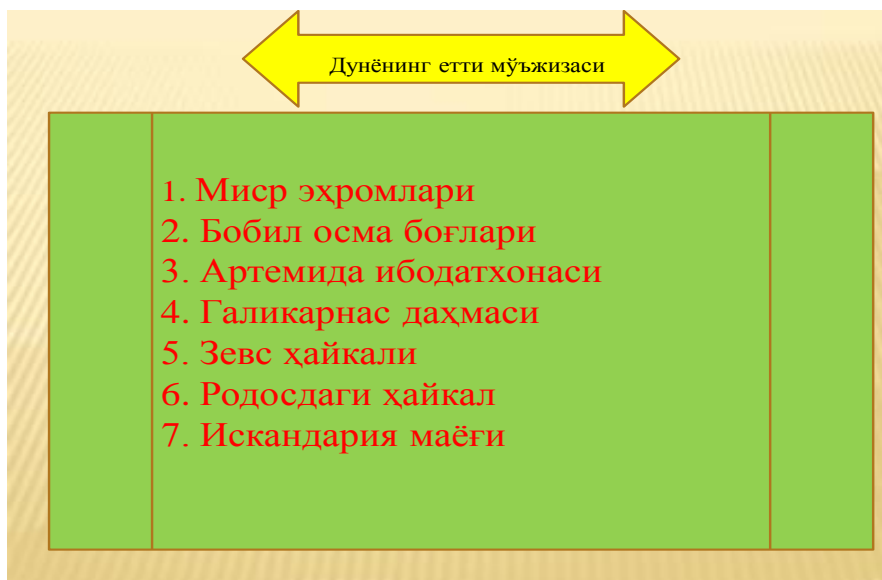 Дунёнинг етти мўъжизаси
1. Миср эҳромлари
2. Бобил осма боғлари
3. Артемида ибодатхонаси
4. Галикарнас даҳмаси
5. Зевс ҳайкали
6. Родосдаги ҳайкал
7. Искандария маёғи